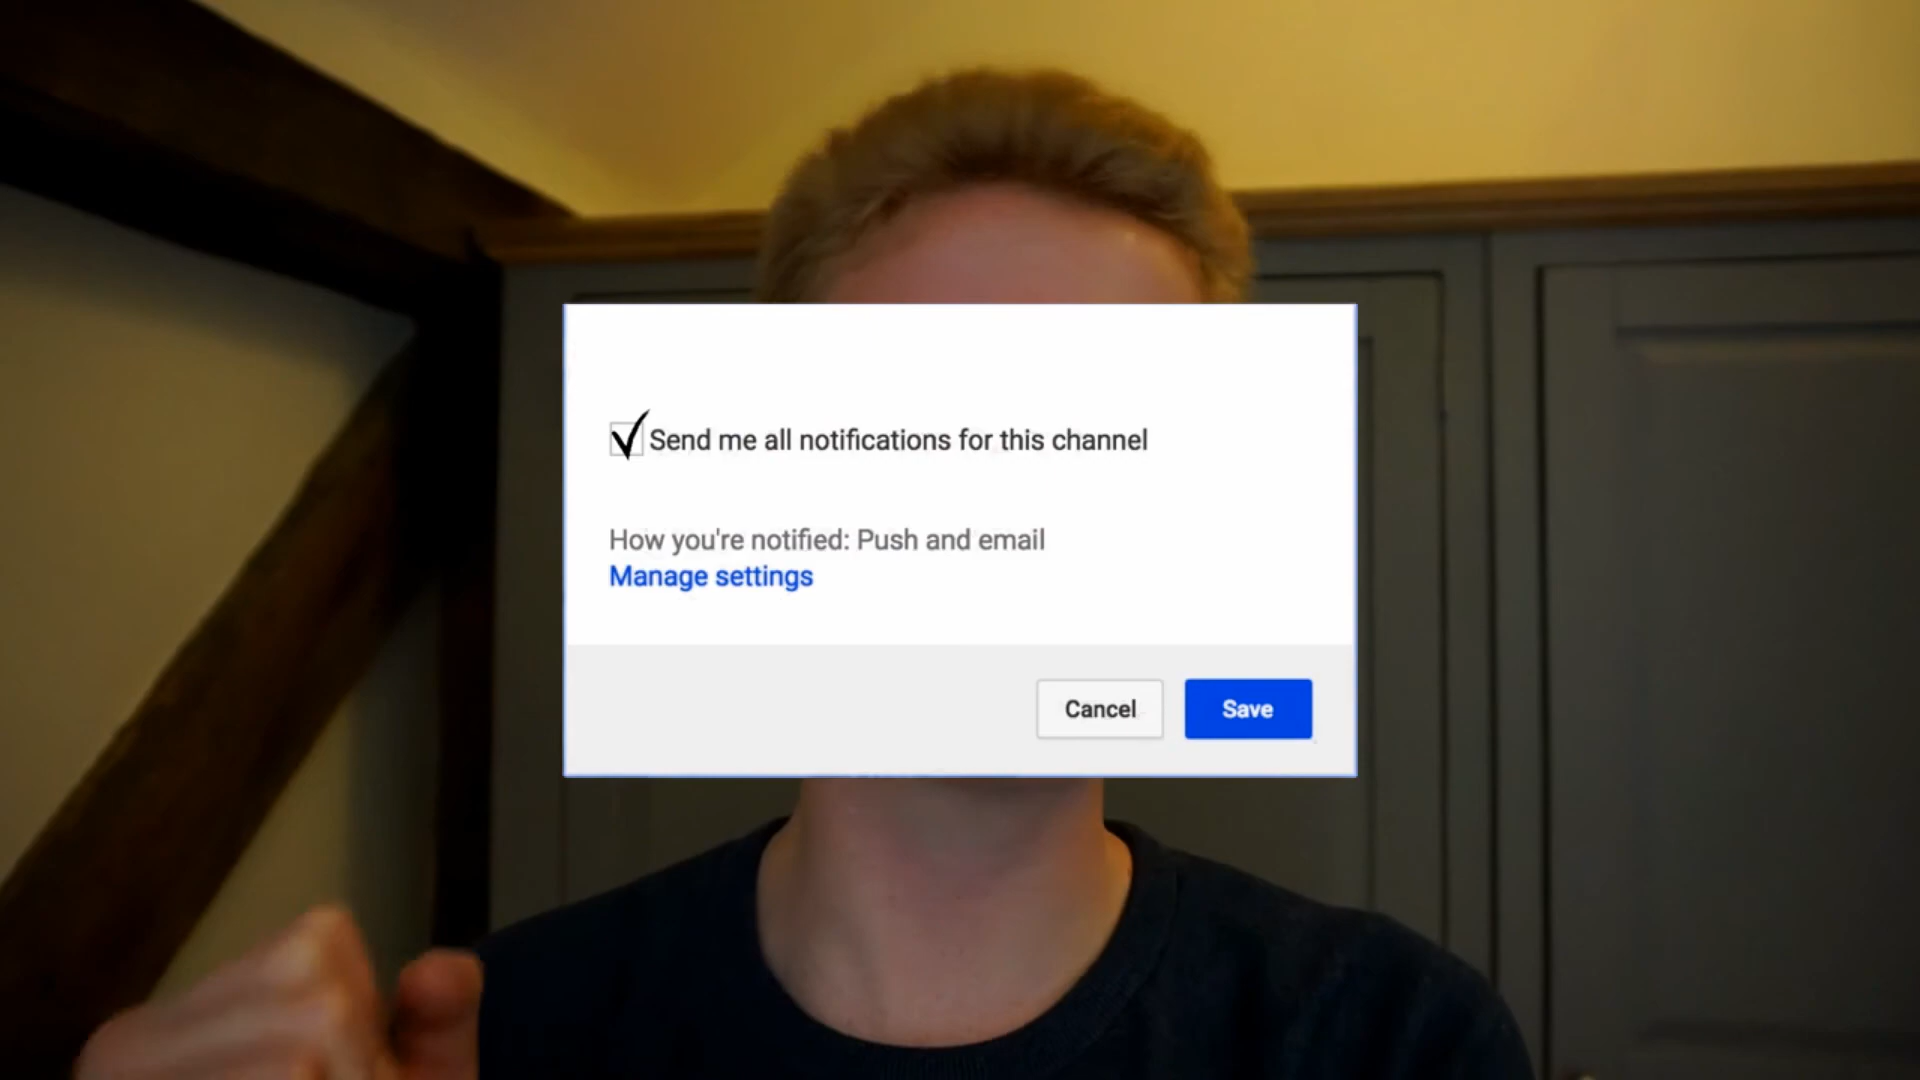 Send me all notifications for this channel
How you're notified: Push and email
Manage settings
Cancel
Save